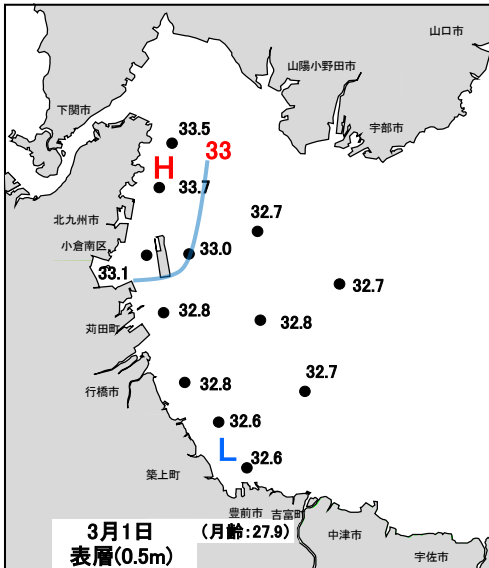 山口市
山陽小野田市
下関市
宇部市
33.5
33
H
33.7
北九州市
32.7
小倉南区
33.0
33.1
32.7
32.8
32.8
苅田町
32.7
32.8
行橋市
32.6
L
32.6
築上町
豊前市
吉富町
3月1日
(月齢:27.9)
中津市
表層(0.5m)
宇佐市